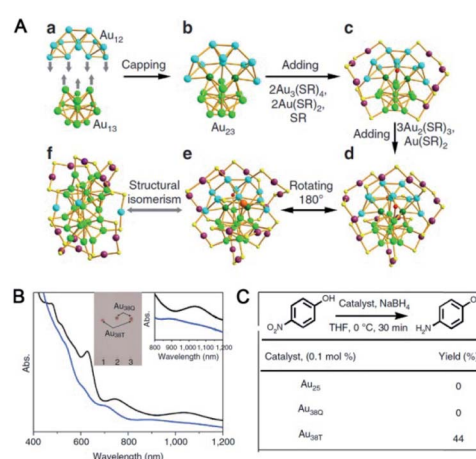 A
a
Au12
Au13
Capping
b
Au23
Adding
2Au3(SR)4,
2Au(SR)2,
SR
c
Adding
3Au2(SR)3,
Au(SR)2
f
Structural
isomerism
e
Rotating
180°
d
B
Abs.
Au38Q
Au38T
1 2 3
Abs.
800 900 1,000 1,100 1,200
Wavelength (nm)
400 600 800 1,000 1,200
Wavelength (nm)
C
O2N
OH
Catalyst, NaBH4
THF, 0 °C, 30 min
H2N
Catalyst, (0.1 mol %)
Yield (%)
Au25
0
Au38Q
0
Au38T
44